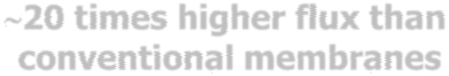 ~20 times higher flux than
conventional membranes